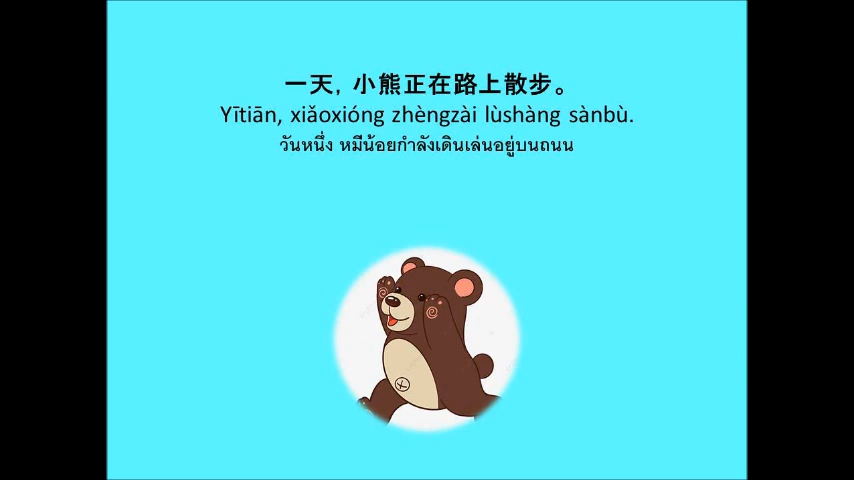 一天，小熊正在路上散步。
Yītiān, xiǎoxióng zhèngzài lùshàng sànbù.
วันหนึ่ง หมีน้อยกำลังเดินเล่นอยู่บนถนน